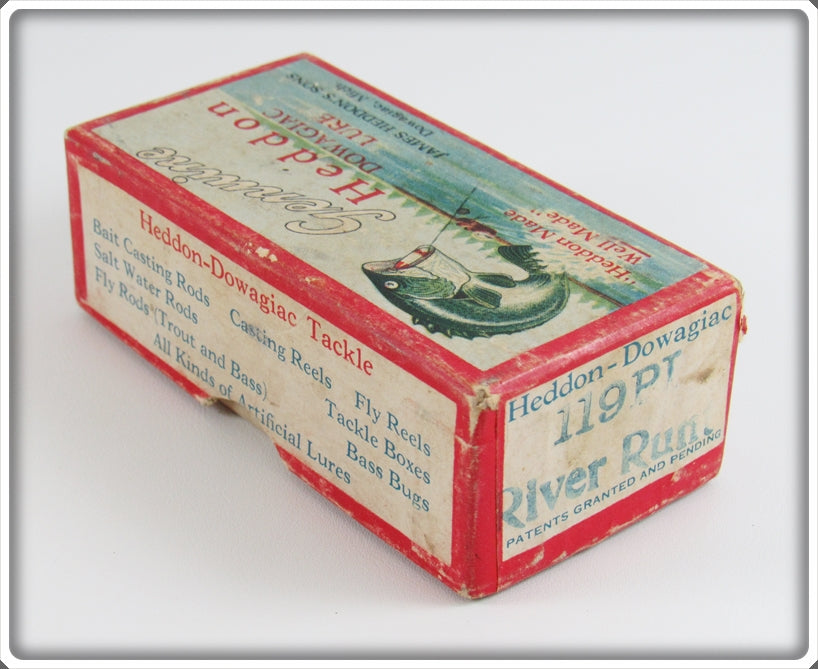 Genuine
Heddon
DOWAGIAC
LURE
JAMES HEDDON'S SONS
Dowagiac, Mich.
"Heddon Made
Well Made"
Heddon-Dowagiac Tackle
Bait Casting Rods Casting Reels Fly Reels
Salt Water Rods Tackle Boxes
Fly Rods (Trout and Bass) Bass Bugs
All Kinds of Artificial Lures
Heddon-Dowagiac
119PT
River Runt
PATENTS GRANTED AND PENDING